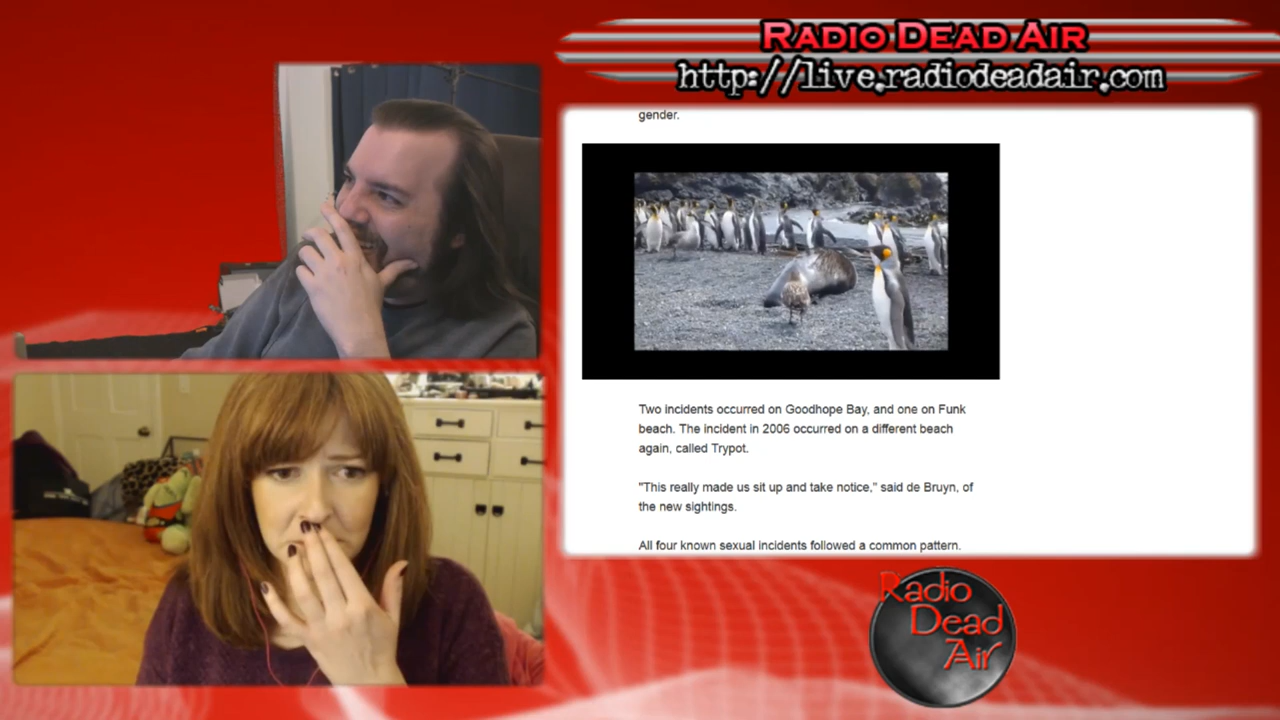 Radio Dead Air
http://live.radiodeadair.com
gender.
Two incidents occurred on Goodhope Bay, and one on Funk
beach. The incident in 2006 occurred on a different beach
again, called Trypot.
"This really made us sit up and take notice," said de Bruyn, of
the new sightings.
All four known sexual incidents followed a common pattern.
Radio
Dead
Air